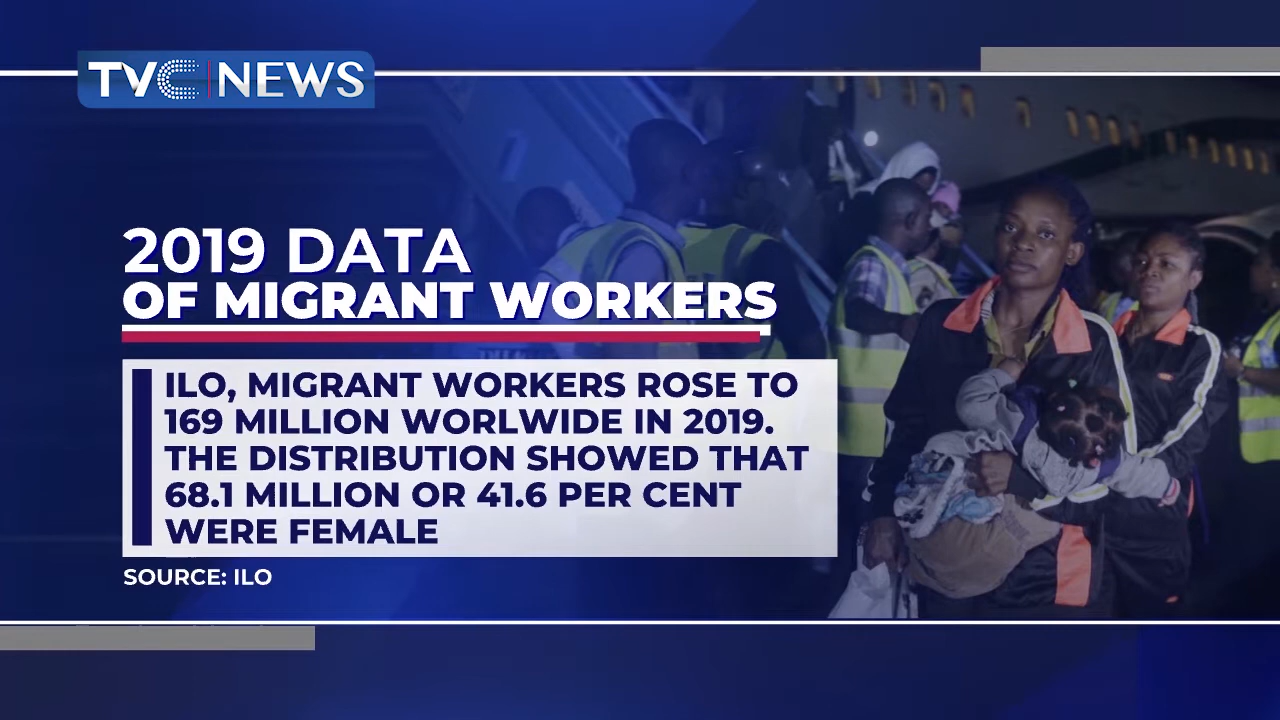 TVC NEWS
2019 DATA
OF MIGRANT WORKERS
ILO, MIGRANT WORKERS ROSE TO
169 MILLION WORLWIDE IN 2019.
THE DISTRIBUTION SHOWED THAT
68.1 MILLION OR 41.6 PER CENT
WERE FEMALE
SOURCE: ILO